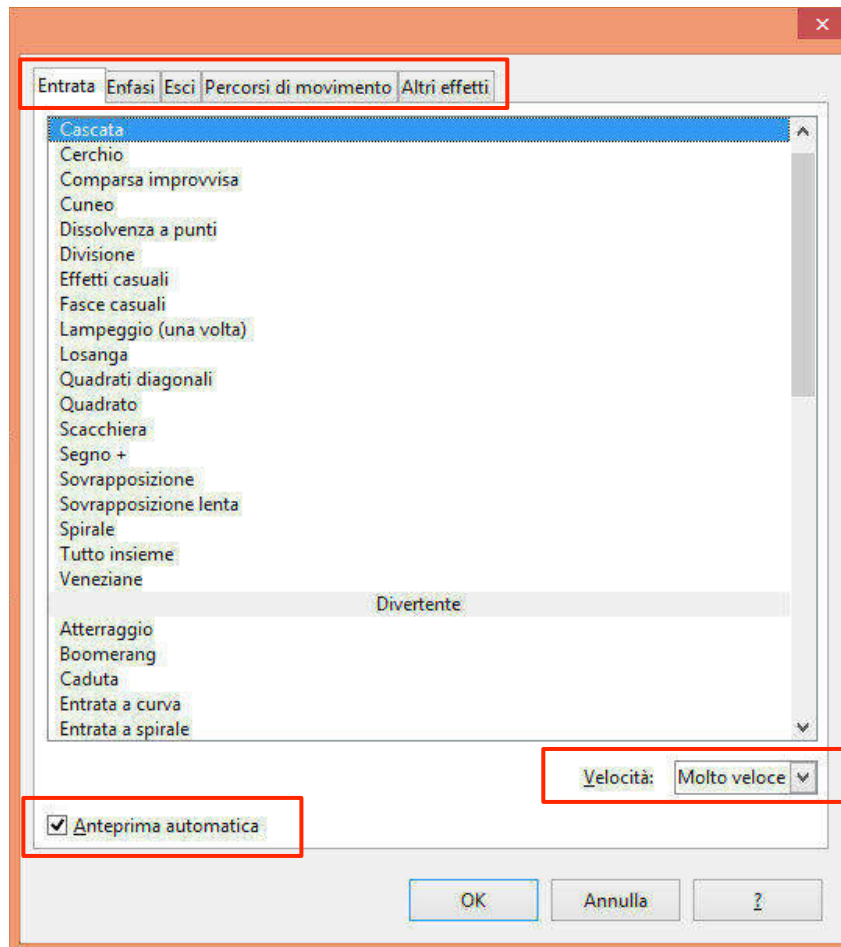 Entrata Enfasi Esci Percorsi di movimento Altri effetti
Cascata
Cerchio
Comparsa improvvisa
Cuneo
Dissolvenza a punti
Divisione
Effetti casuali
Fasce casuali
Lampeggio (una volta)
Losanga
Quadrati diagonali
Quadrato
Scacchiera
Segno +
Sovrapposizione
Sovrapposizione lenta
Spirale
Tutto insieme
Veneziane
Divertente
Atterraggio
Boomerang
Caduta
Entrata a curva
Entrata a spirale
Velocità: Molto veloce
Anteprima automatica
OK Annulla ?